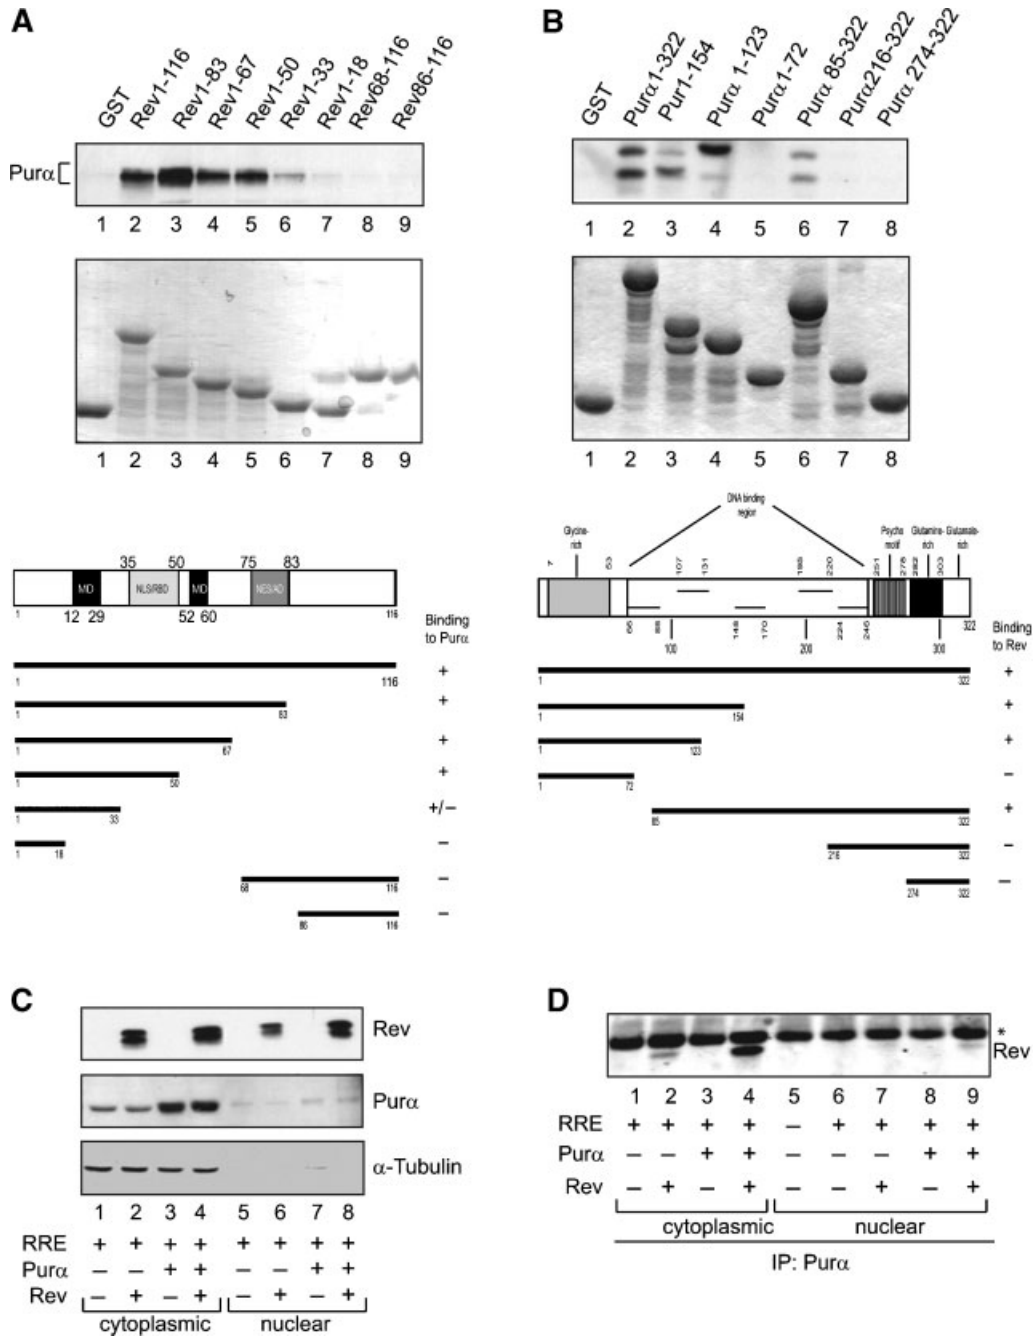 A
GST
Rev1-116
Rev1-83
Rev1-67
Rev1-50
Rev1-33
Rev1-18
Rev68-116
Rev86-116
Purα
1 2 3 4 5 6 7 8 9
1 2 3 4 5 6 7 8 9
35 50 75 83
MD NLS/RBD MD NES/AD
1 12 29 52 60 116
Binding
to Purα
1 116 +
1 83 +
1 67 +
1 50 +
1 33 +/−
1 18 −
68 116 −
86 116 −
B
GST
Purα1-322
Pur1-154
Purα 1-123
Purα1-72
Purα 85-322
Purα216-322
Purα 274-322
1 2 3 4 5 6 7 8
1 2 3 4 5 6 7 8
DNA binding
region
Glycine-
rich
Psycho
motif
Glutamine-
rich
Glutamate-
rich
7 53 107 131 198 220 251 278 282 303
1 66 88 148 170 224 246 322
100 200 300
Binding
to Rev
1 322 +
1 154 +
1 123 +
1 72 −
85 322 +
216 322 −
274 322 −
C
Rev
Purα
α-Tubulin
1 2 3 4 5 6 7 8
RRE + + + + + + + +
Purα − − + + − − + +
Rev − + − + − + − +
cytoplasmic nuclear
D
*
Rev
1 2 3 4 5 6 7 8 9
RRE + + + + − + + + +
Purα − − + + − − − + +
Rev − + − + − − + − +
cytoplasmic nuclear
IP: Purα